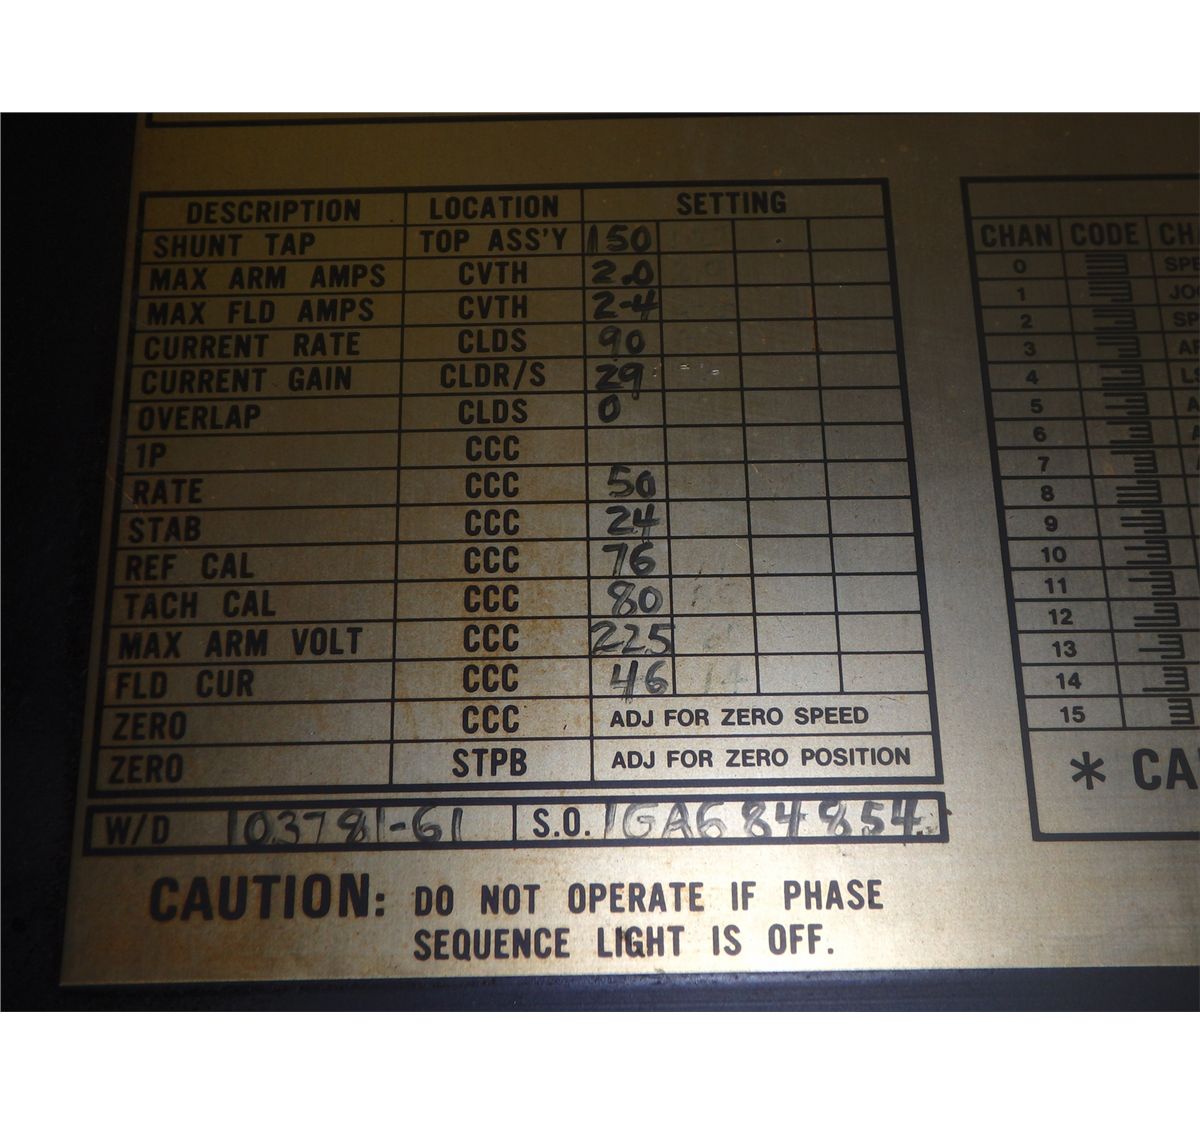 DESCRIPTION LOCATION SETTING
SHUNT TAP TOP ASS'Y 150
MAX ARM AMPS CVTH 2.0
MAX FLD AMPS CVTH 2-4
CURRENT RATE CLDS 90
CURRENT GAIN CLDR/S 29
OVERLAP CLDS 0
1P CCC
RATE CCC 50
STAB CCC 24
REF CAL CCC 76
TACH CAL CCC 80
MAX ARM VOLT CCC 225
FLD CUR CCC 46
ZERO CCC ADJ FOR ZERO SPEED
ZERO STPB ADJ FOR ZERO POSITION
W/D 103781-61 S.O. 1GA684854
CAUTION: DO NOT OPERATE IF PHASE
SEQUENCE LIGHT IS OFF.
CHAN CODE CH
0 SPE
1 JOG
2 SP
3
4
5
6
7
8
9
10
11
12
13
14
15
* CA